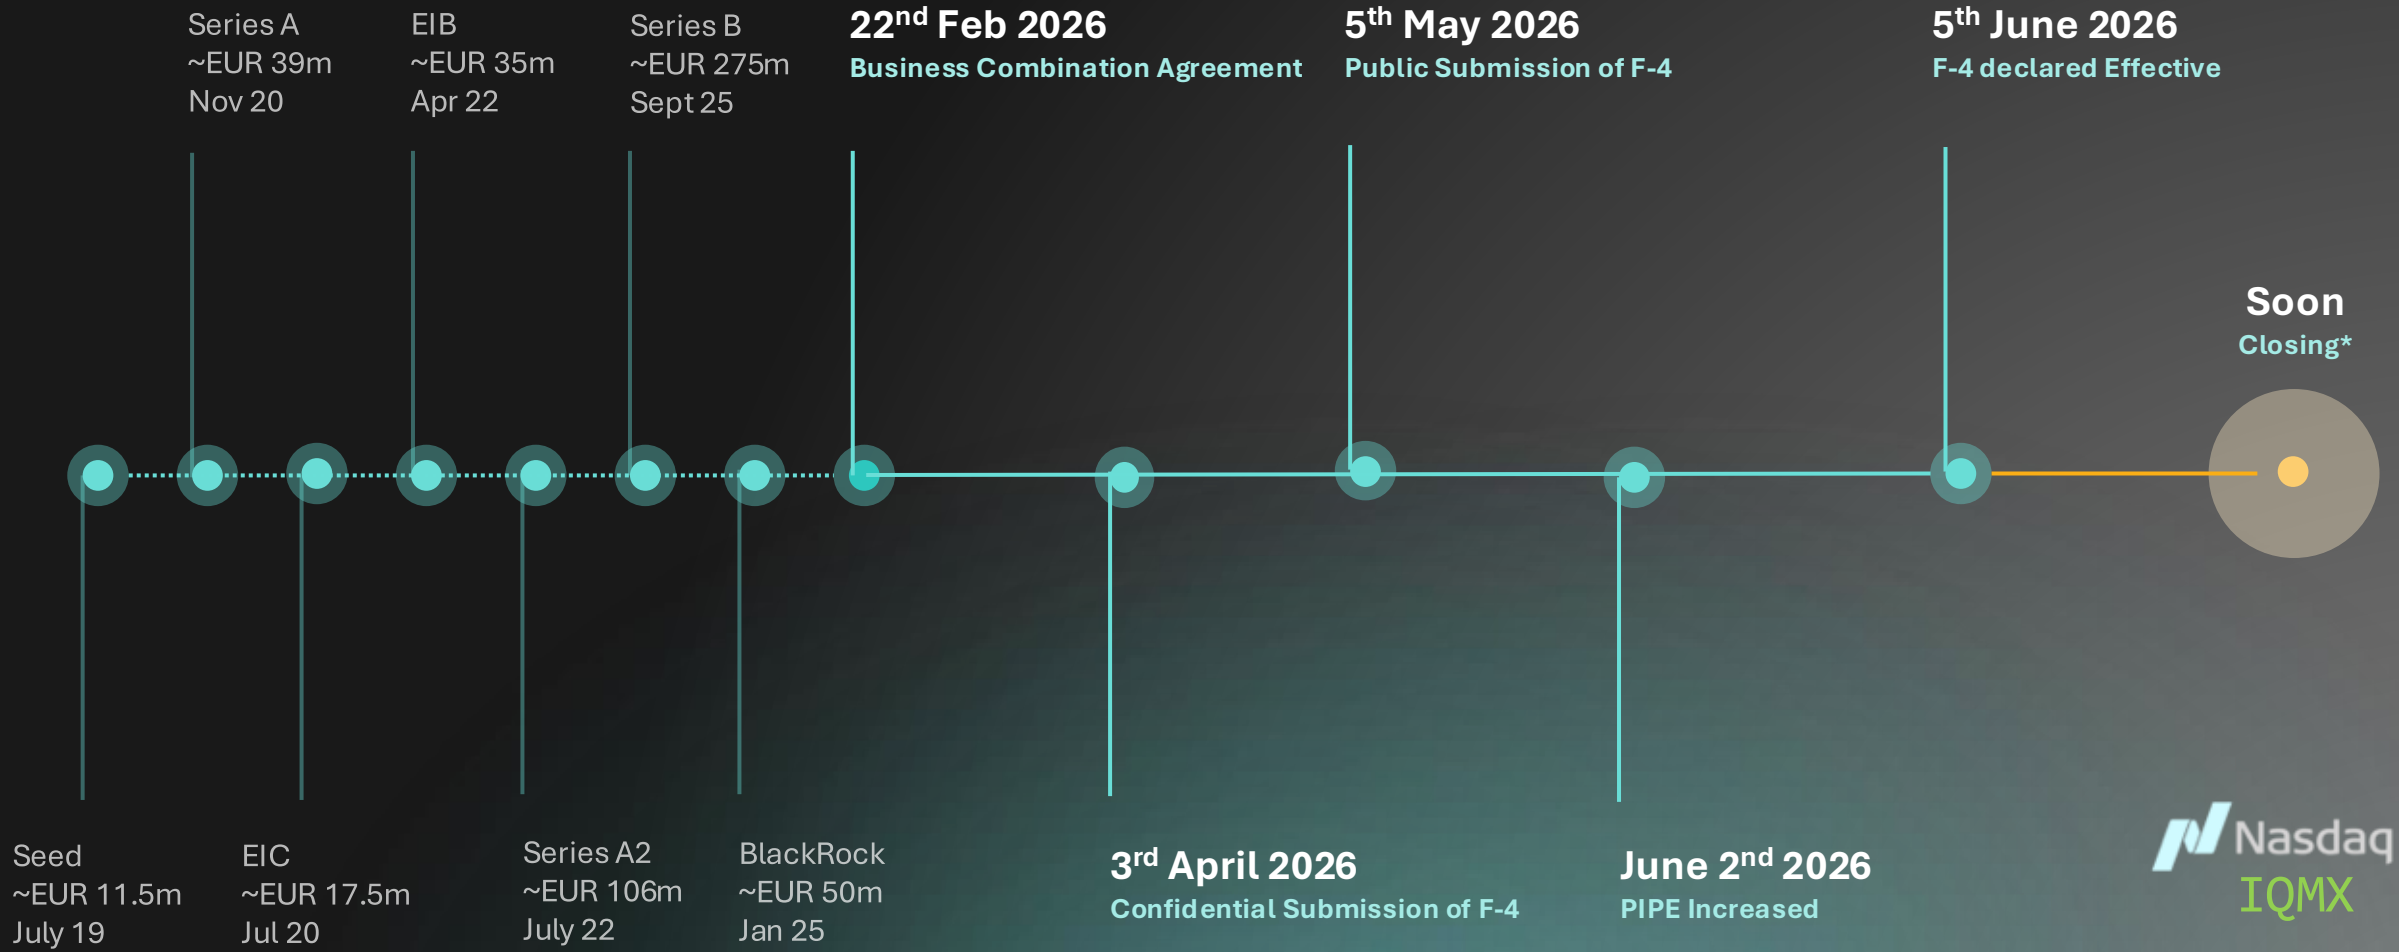 Series A
~EUR 39m
Nov 20
EIB
~EUR 35m
Apr 22
Series B
~EUR 275m
Sept 25
22nd Feb 2026
Business Combination Agreement
5th May 2026
Public Submission of F-4
5th June 2026
F-4 declared Effective
Soon
Closing*
Seed
~EUR 11.5m
July 19
EIC
~EUR 17.5m
Jul 20
Series A2
~EUR 106m
July 22
BlackRock
~EUR 50m
Jan 25
3rd April 2026
Confidential Submission of F-4
June 2nd 2026
PIPE Increased
Nasdaq
IQMX